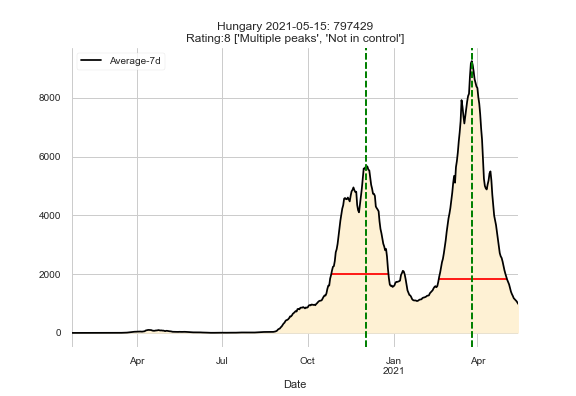 Hungary 2021-05-15: 797429
Rating:8 ['Multiple peaks', 'Not in control']
Average-7d
8000
6000
4000
2000
0
Apr Jul Oct Jan Apr
2021
Date